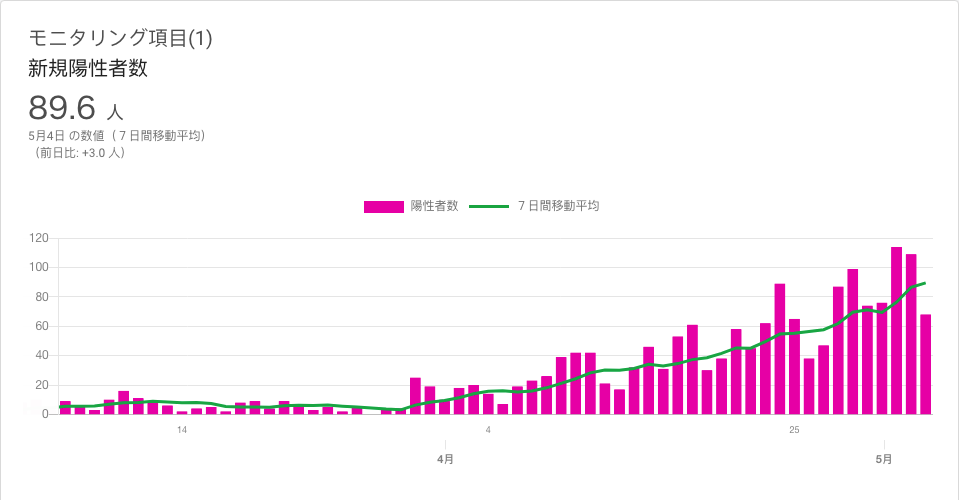 モニタリング項目(1)
新規陽性者数
89.6 人
5月4日 の数値（７日間移動平均）
（前日比: +3.0 人）
陽性者数 ７日間移動平均
120
100
80
60
40
20
0
14 4 25
4月 5月